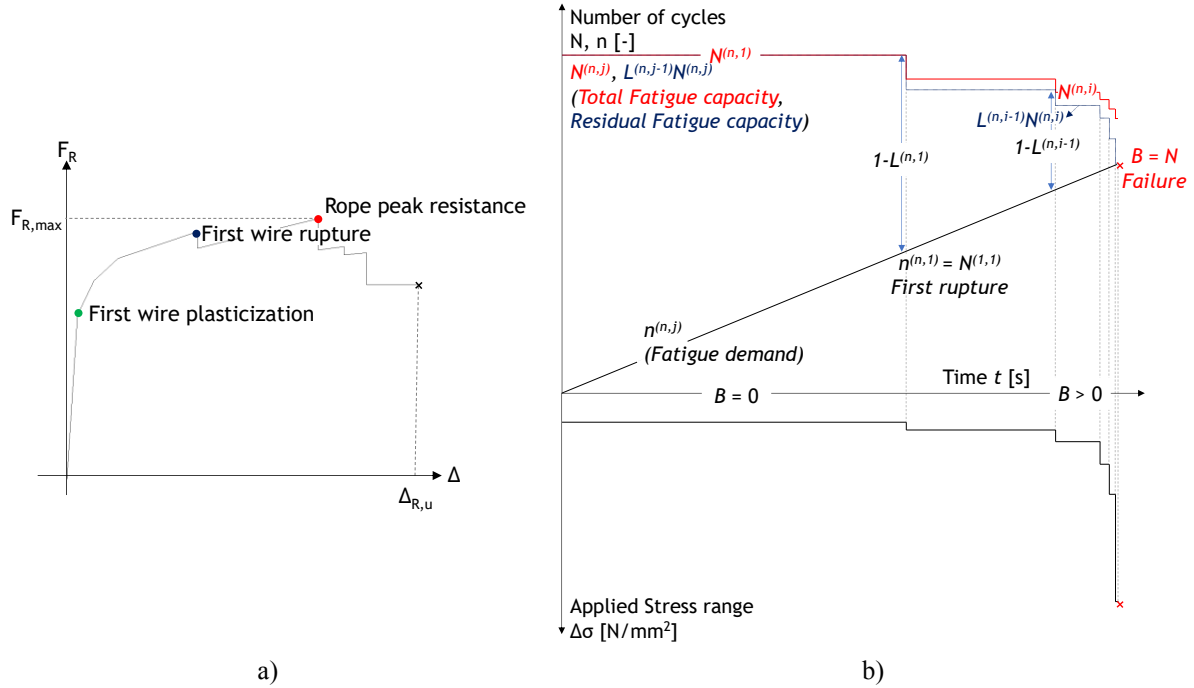 F_R
F_R,max
Rope peak resistance
First wire rupture
First wire plasticization
Δ
Δ_R,u
a)
Number of cycles
N, n [-]
N^(n,1)
N^(n,j), L^(n,j-1)N^(n,j)
(Total Fatigue capacity,
Residual Fatigue capacity)
N^(n,i)
L^(n,i-1)N^(n,i)
1-L^(n,1)
1-L^(n,i-1)
B = N
Failure
n^(n,1) = N^(1,1)
First rupture
n^(n,j)
(Fatigue demand)
Time t [s]
B = 0
B > 0
Applied Stress range
Δσ [N/mm²]
b)